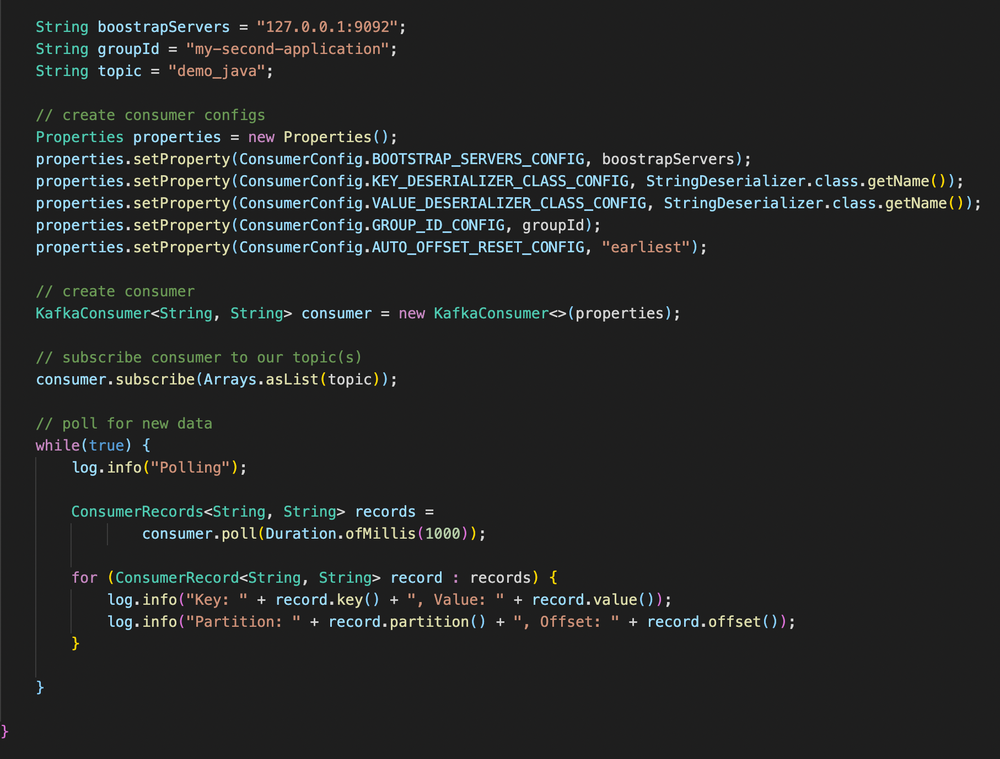 String boostrapServers = "127.0.0.1:9092";
String groupId = "my-second-application";
String topic = "demo_java";
// create consumer configs
Properties properties = new Properties();
properties.setProperty(ConsumerConfig.BOOTSTRAP_SERVERS_CONFIG, boostrapServers);
properties.setProperty(ConsumerConfig.KEY_DESERIALIZER_CLASS_CONFIG, StringDeserializer.class.getName());
properties.setProperty(ConsumerConfig.VALUE_DESERIALIZER_CLASS_CONFIG, StringDeserializer.class.getName());
properties.setProperty(ConsumerConfig.GROUP_ID_CONFIG, groupId);
properties.setProperty(ConsumerConfig.AUTO_OFFSET_RESET_CONFIG, "earliest");
// create consumer
KafkaConsumer<String, String> consumer = new KafkaConsumer<>(properties);
// subscribe consumer to our topic(s)
consumer.subscribe(Arrays.asList(topic));
// poll for new data
while(true) {
log.info("Polling");
ConsumerRecords<String, String> records =
consumer.poll(Duration.ofMillis(1000));
for (ConsumerRecord<String, String> record : records) {
log.info("Key: " + record.key() + ", Value: " + record.value());
log.info("Partition: " + record.partition() + ", Offset: " + record.offset());
}
}
}